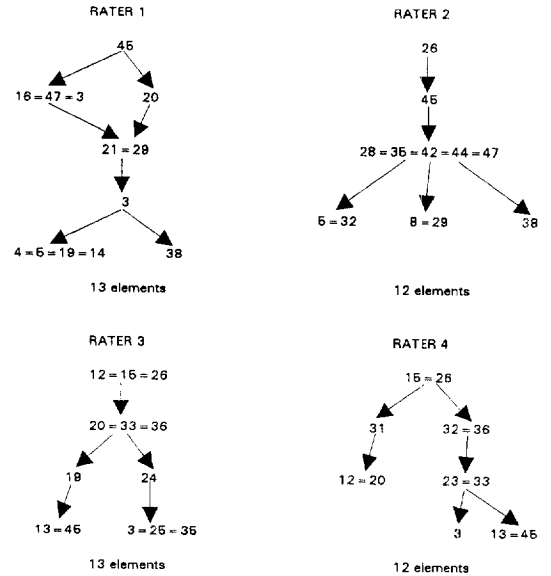 RATER 1
45
16 = 47 = 3
20
21 = 29
3
4 = 5 = 19 = 14
38
13 elements
RATER 2
26
45
28 = 36 = 42 = 44 = 47
5 = 32
8 = 29
38
12 elements
RATER 3
12 = 15 = 26
20 = 33 = 36
19
24
13 = 45
3 = 25 = 35
13 elements
RATER 4
15 = 26
31
32 = 36
12 = 20
23 = 33
3
13 = 45
12 elements